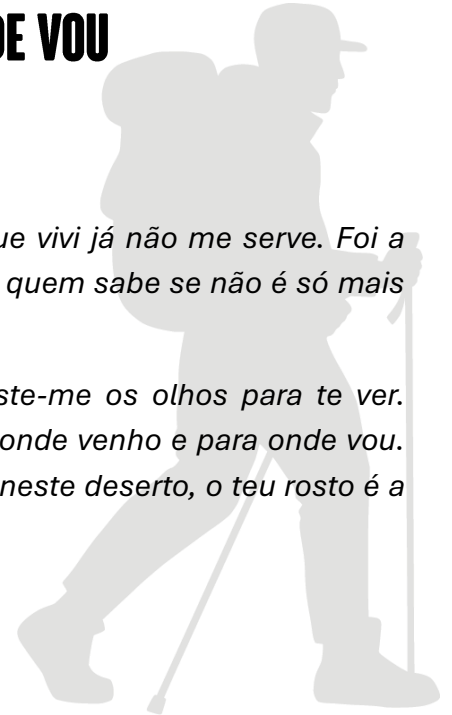 DE VOU
ue vivi já não me serve. Foi a
quem sabe se não é só mais
ste-me os olhos para te ver.
onde venho e para onde vou.
neste deserto, o teu rosto é a